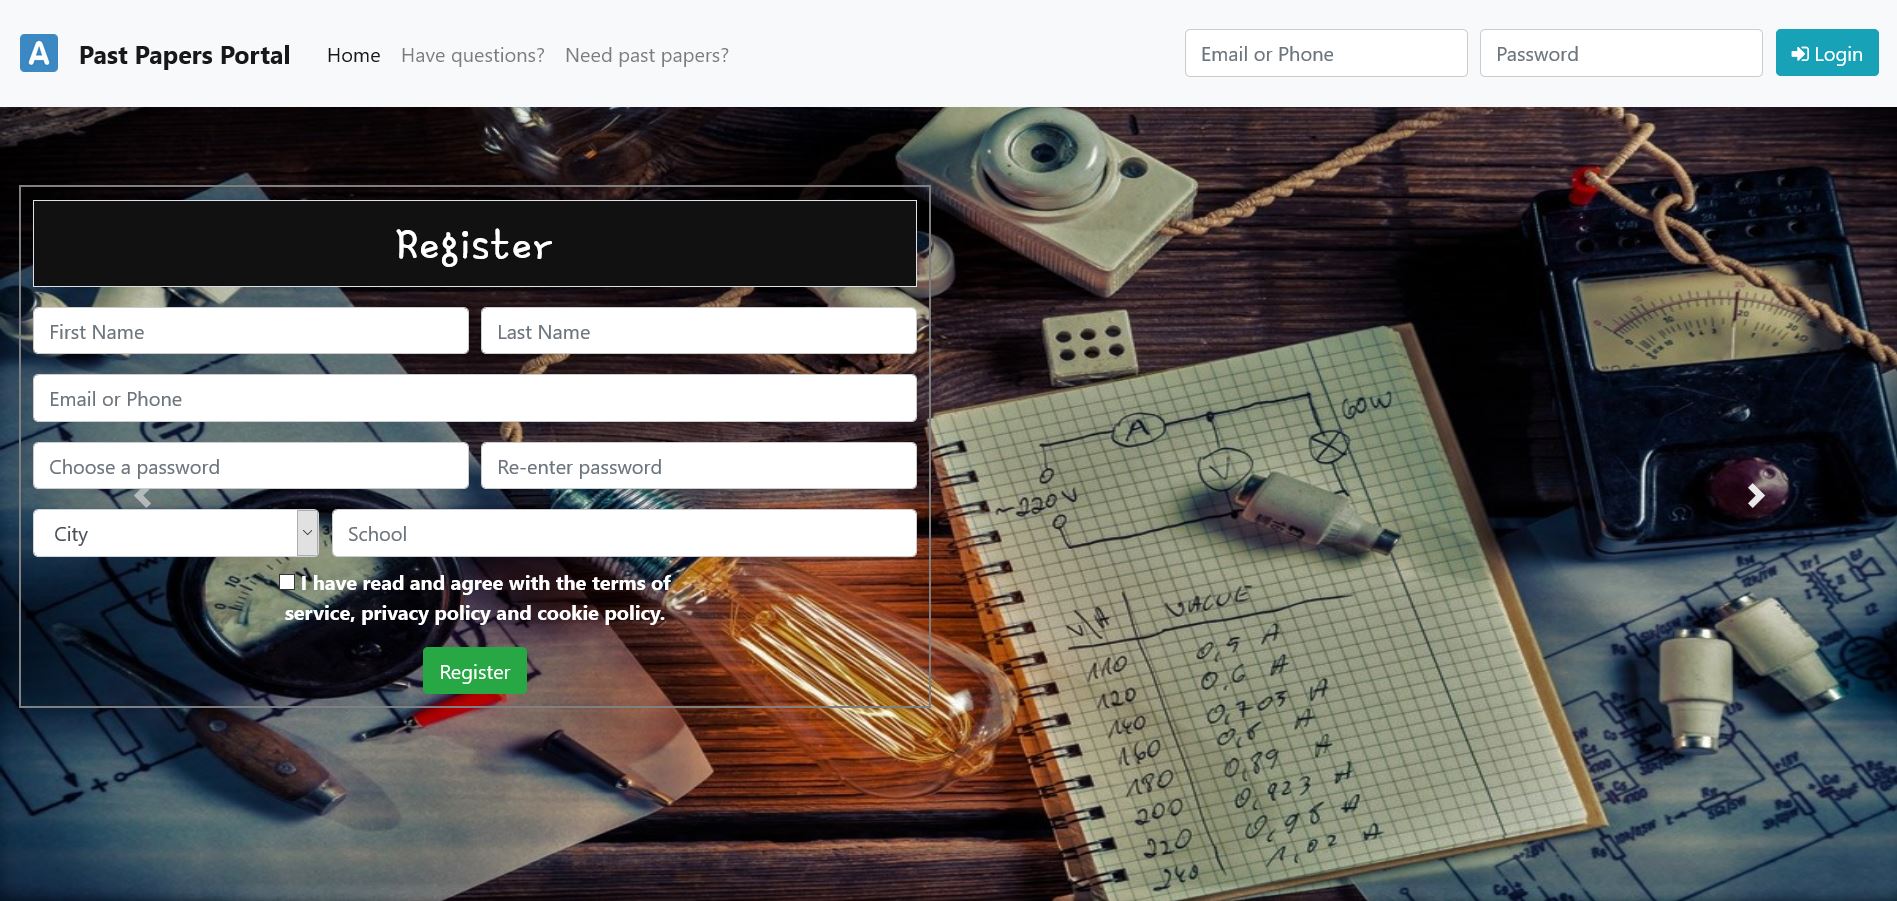 A Past Papers Portal Home Have questions? Need past papers? Email or Phone Password Login
Register
First Name Last Name
Email or Phone
Choose a password Re-enter password
City School
I have read and agree with the terms of
service, privacy policy and cookie policy.
Register
A
60W
V
~220V
V/A VALUE
110 0,5 A
120 0,6 A
140 0,703 A
160 0,8 A
180 0,89 A
200 0,923 A
220 0,95 A
240 1,02 A